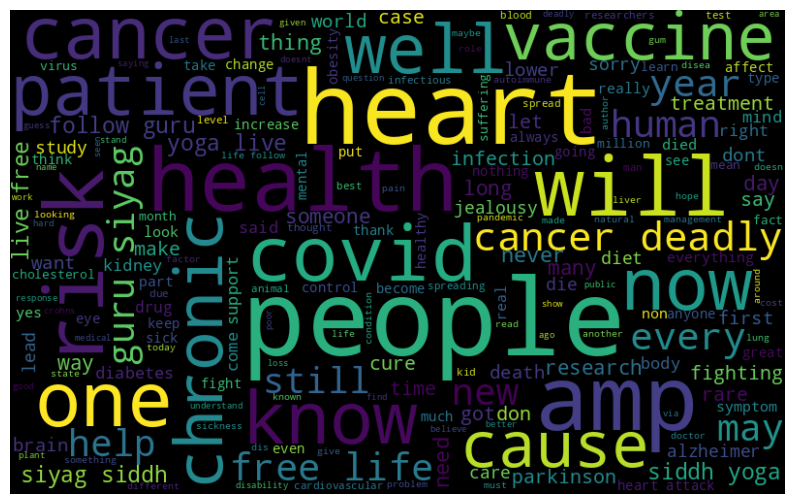 cancer
well
vaccine
patient
heart
thing
case
world
virus
take
change
obesity
given
last
saying
doesnt
maybe
role
blood
deadly
researchers
test
area
gum
disea
lower
sorry
learn
affect
type
really
year
treatment
question
infectious
autoimmune
cell
guess
level
follow guru
increase
study
stand
seen
think
name
work
looking
hard
yoga live
life follow
put
suffering
spread
let
always
going
bad
author
million
human
right
mind
died
dont
see
mean
doesn
live free
risk
guru siyag
health
mental
best
pain
nothing
infection
long
man
liver
hope
will
day
say
jealousy
pandemic
made
natural
management
fact
month
look
someone
said
thought
thank
healthy
want
make
chronic
covid
cancer deadly
cholesterol
kidney
factor
part
due
response
crohns
medical
drug
yes
eye
keep
sick
today
way
state
good
diabetes
lead
come support
animal
control
become
spreading
real
diet
never
many
everything
die
public
around
now
people
poor
life
condition
read
ago
another
show
non
anyone
first
cost
lung
great
every
research
body
death
kid
cure
care
rare
fighting
symptom
one
fight
loss
still
time
new
understand
known
find
know
sickness
much
got
don
amp
via
may
brain
help
dis
even
give
believe
need
better
doctor
alzheimer
plant
something
different
siyag siddh
free life
disability
cardiovascular
problem
cause
parkinson
must
heart attack
siddh yoga